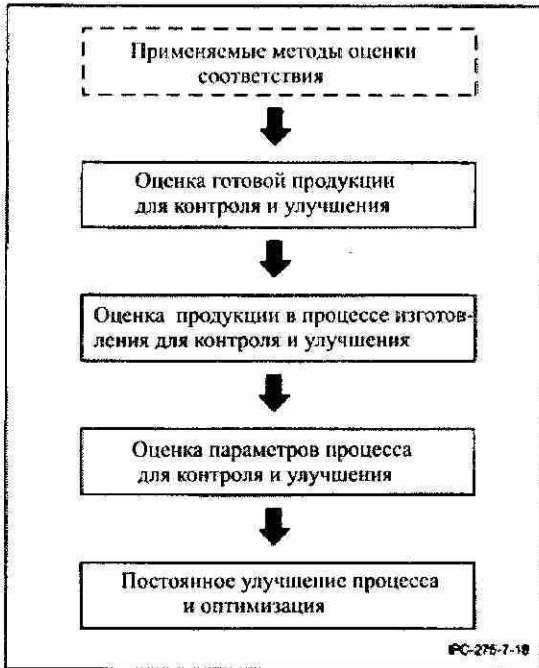 Применяемые методы оценки
соответствия
Оценка готовой продукции
для контроля и улучшения
Оценка продукции в процессе изготов-
ления для контроля и улучшения
Оценка параметров процесса
для контроля и улучшения
Постоянное улучшение процесса
и оптимизация
IPC-275-7-18